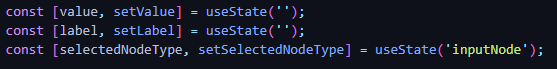 const [value, setValue] = useState('');
const [label, setLabel] = useState('');
const [selectedNodeType, setSelectedNodeType] = useState('inputNode');